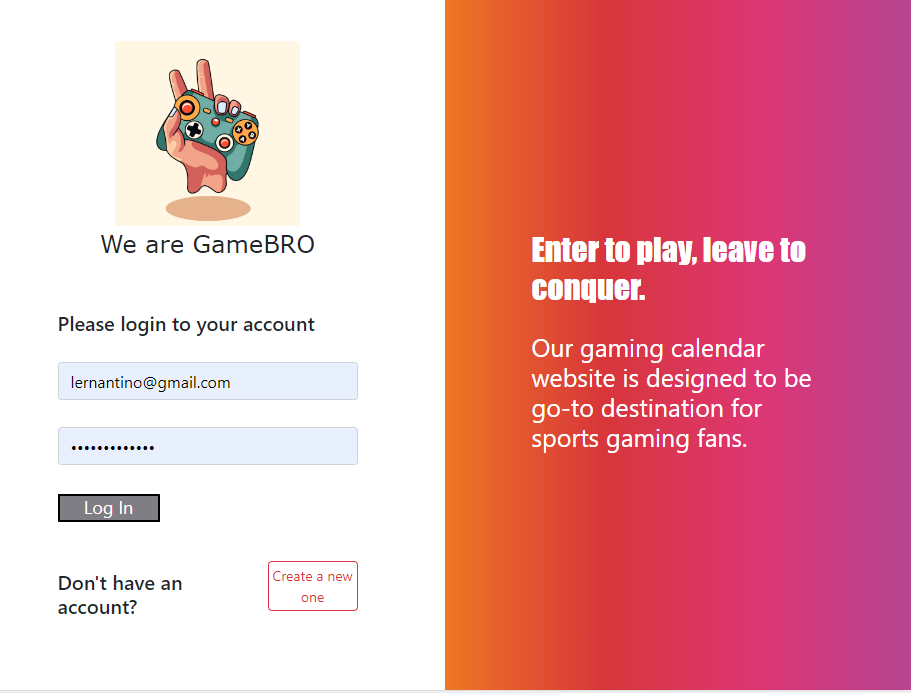 We are GameBRO
Please login to your account
lernantino@gmail.com
•••••••••••••
Log In
Don't have an
account?
Create a new
one
Enter to play, leave to
conquer.
Our gaming calendar
website is designed to be
go-to destination for
sports gaming fans.